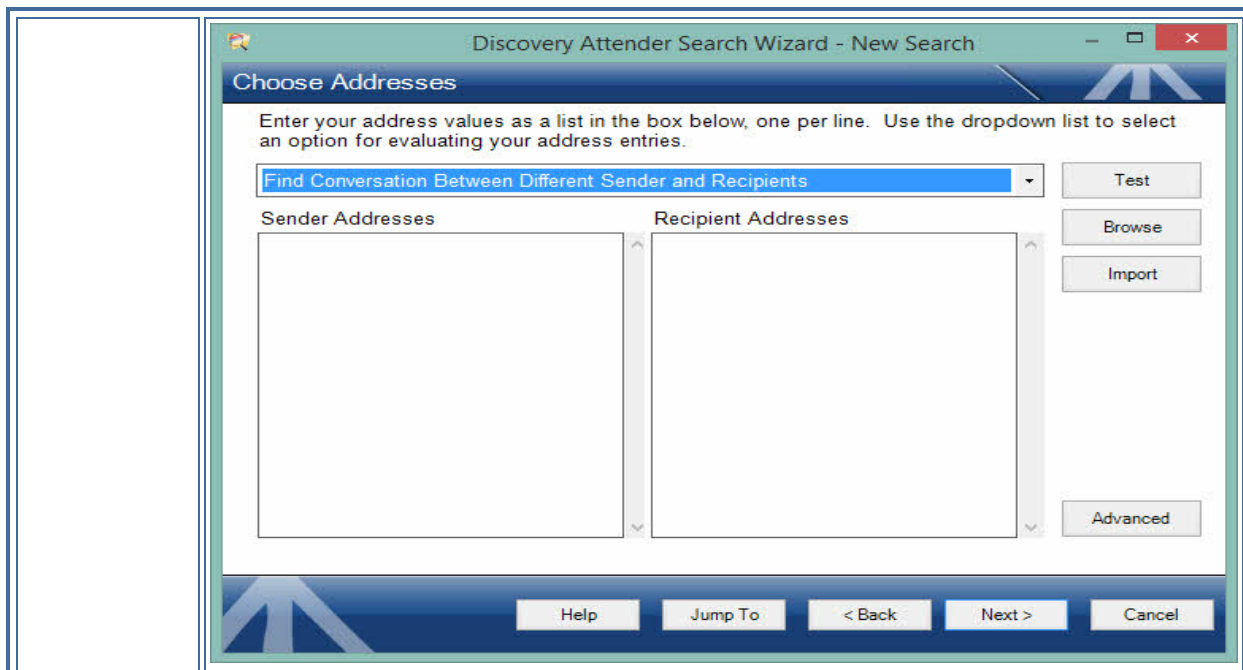 Discovery Attender Search Wizard - New Search
Choose Addresses
Enter your address values as a list in the box below, one per line. Use the dropdown list to select
an option for evaluating your address entries.
Find Conversation Between Different Sender and Recipients
Test
Sender Addresses
Recipient Addresses
Browse
Import
Advanced
Help
Jump To
< Back
Next >
Cancel